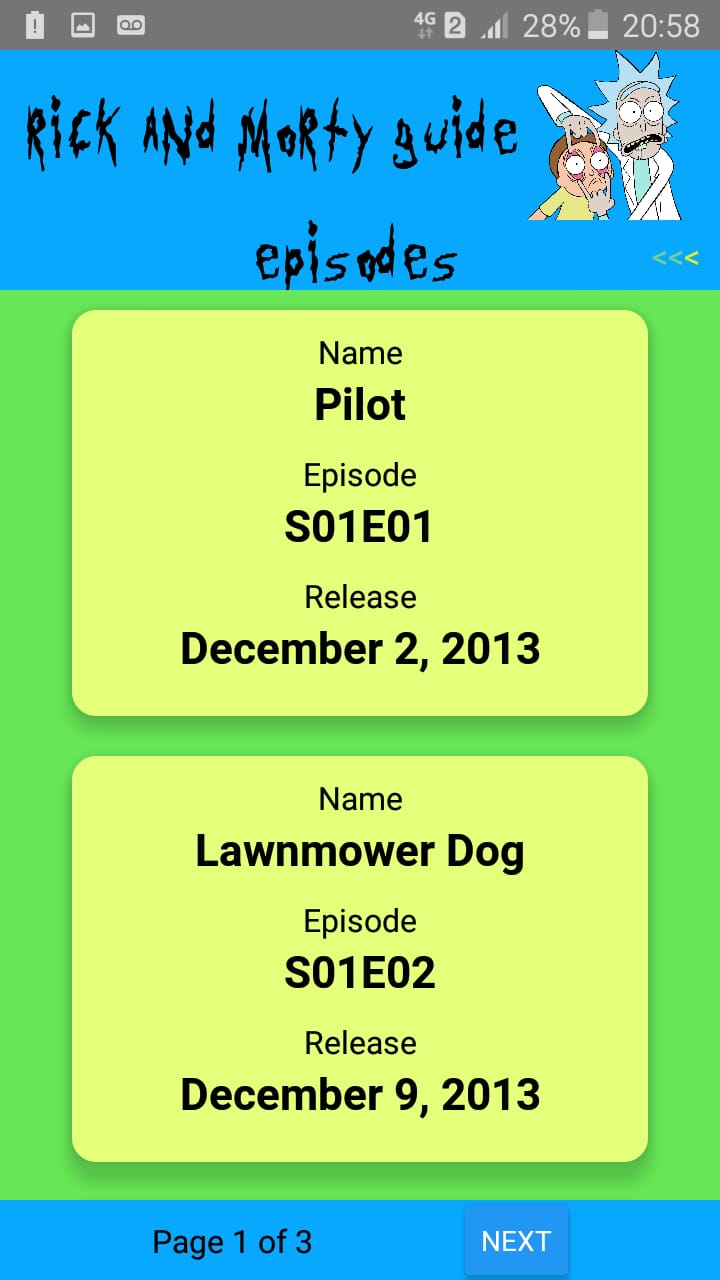 4G 2 28% 20:58
Rick and Morty guide
episodes
<<<
Name
Pilot
Episode
S01E01
Release
December 2, 2013
Name
Lawnmower Dog
Episode
S01E02
Release
December 9, 2013
Page 1 of 3 NEXT